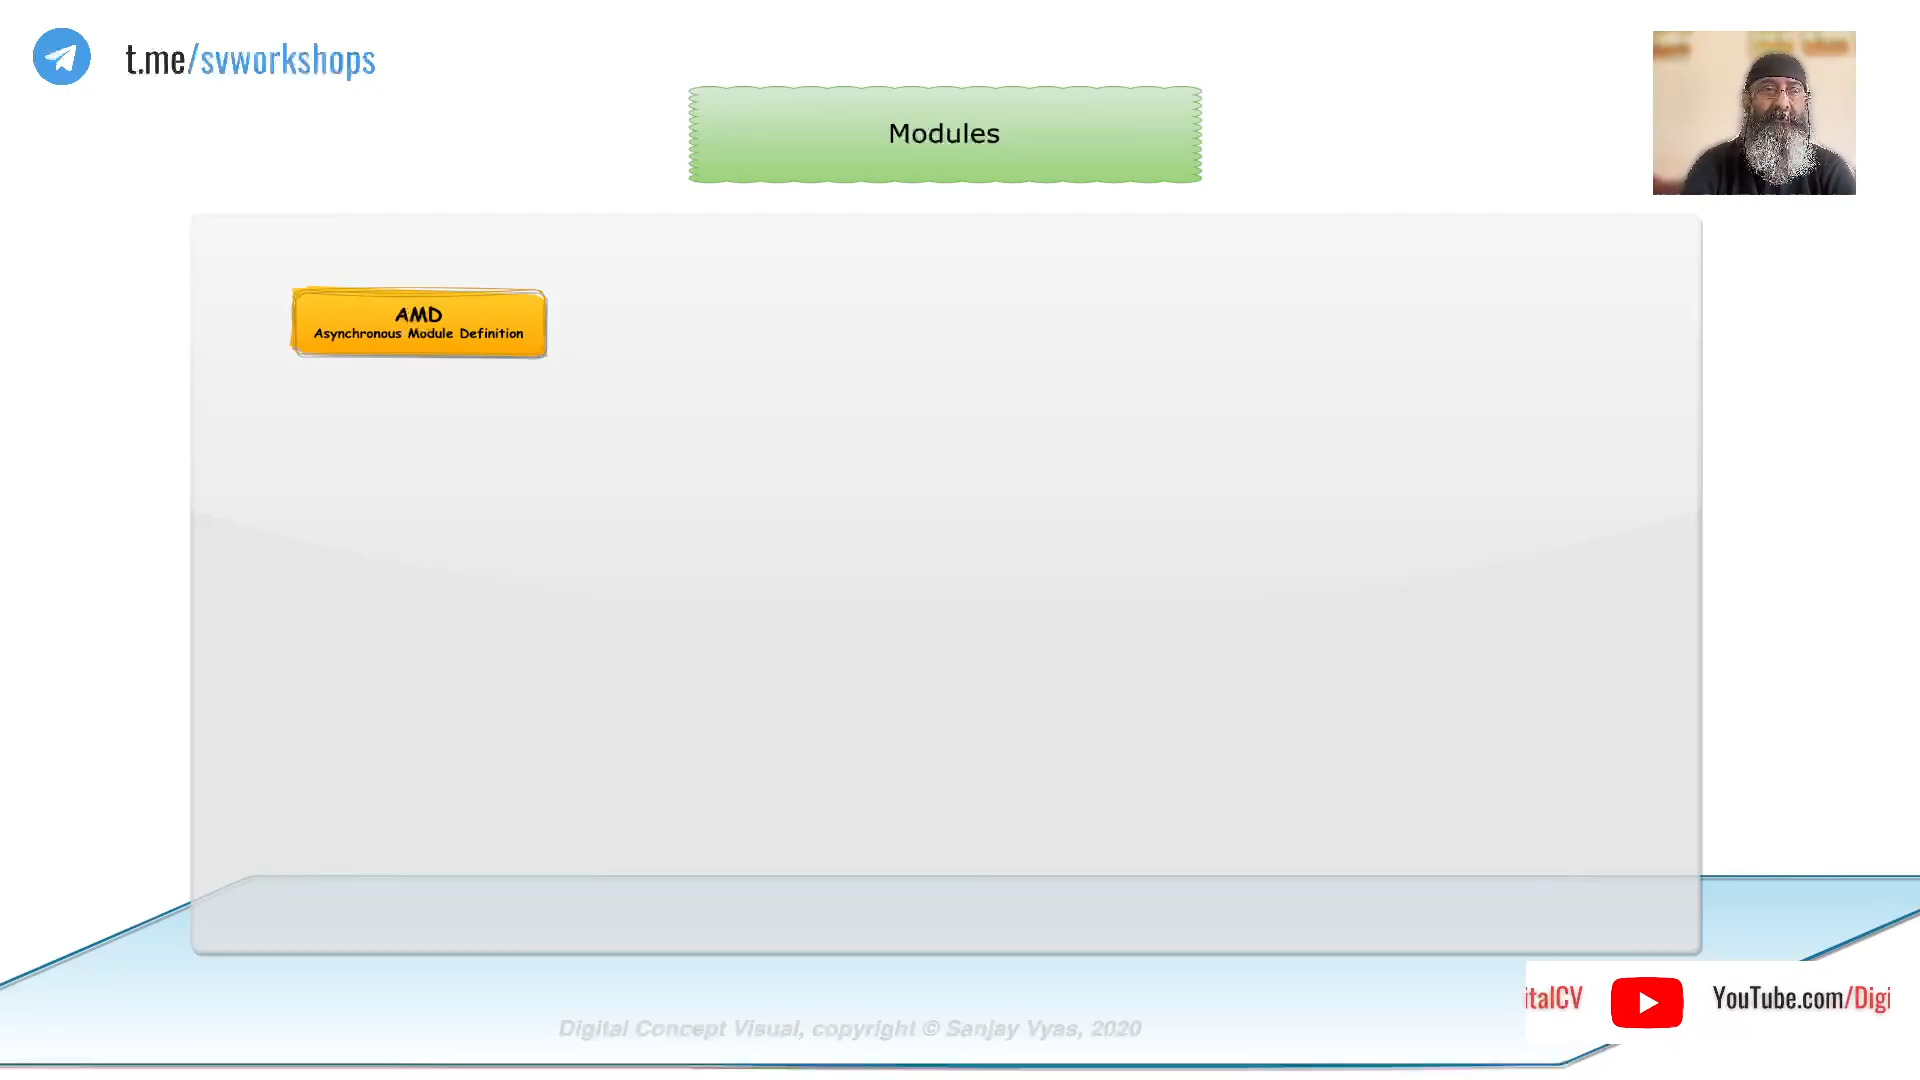 t.me/svworkshops
Modules
AMD
Asynchronous Module Definition
italCV
YouTube.com/Digi
Digital Concept Visual, copyright © Sanjay Vyas, 2020